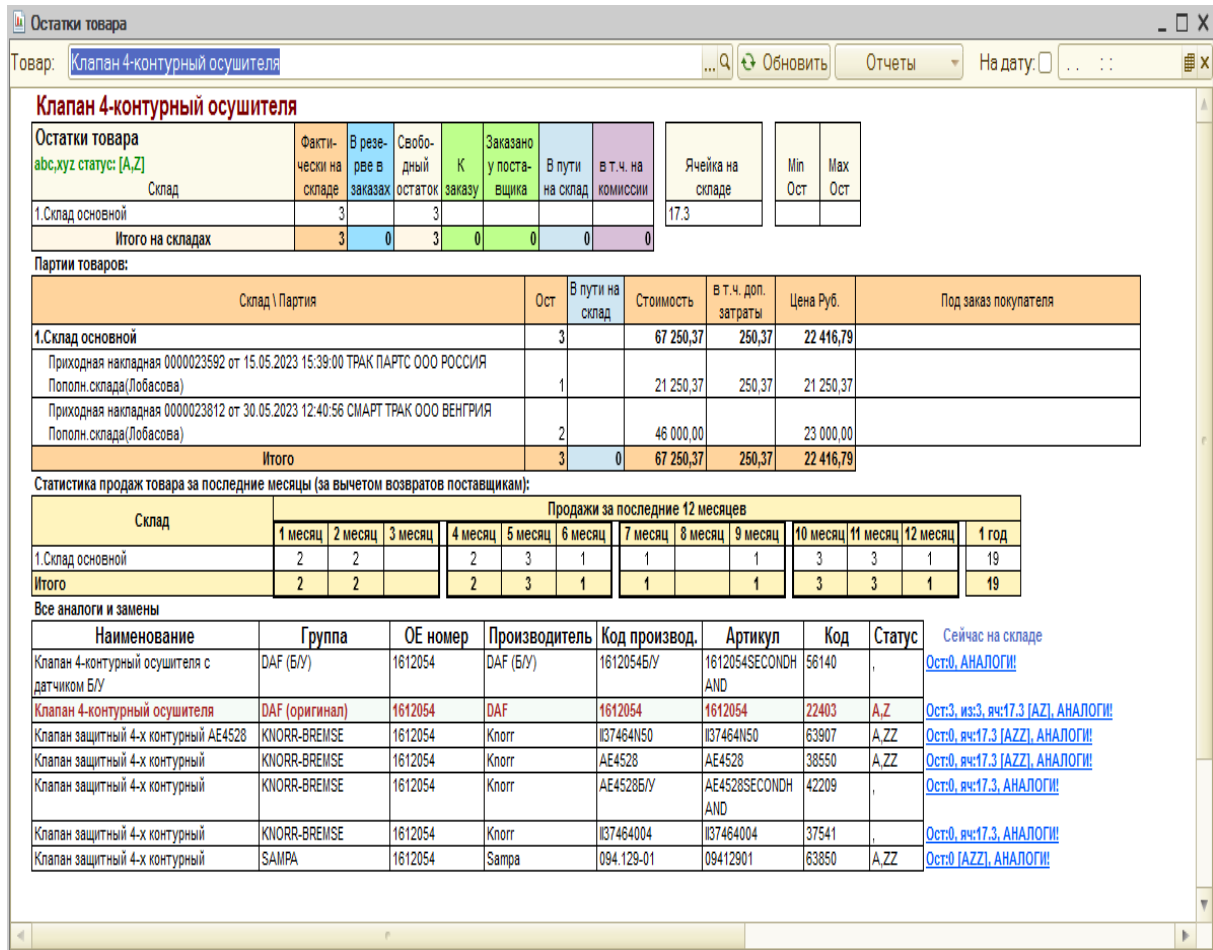 Остатки товара
Товар: Клапан 4-контурный осушителя ... Обновить Отчеты На дату: . . : :
Клапан 4-контурный осушителя
Остатки товара
abc,xyz статус: [A,Z]
Склад
Факти-
чески на
складе
В резе-
рве в
заказах
Свобо-
дный
остаток
К
заказу
Заказано
у поста-
вщика
В пути
на склад
в т.ч. на
комиссии
Ячейка на
складе
Min
Ост
Max
Ост
1.Склад основной 3 3 17.3
Итого на складах 3 0 3 0 0 0 0
Партии товаров:
Склад \ Партия
Ост
В пути на
склад
Стоимость
в т.ч. доп.
затраты
Цена Руб.
Под заказ покупателя
1.Склад основной 3 67 250,37 250,37 22 416,79
Приходная накладная 0000023592 от 15.05.2023 15:39:00 ТРАК ПАРТС ООО РОССИЯ
Пополн.склада(Лобасова) 1 21 250,37 250,37 21 250,37
Приходная накладная 0000023812 от 30.05.2023 12:40:56 СМАРТ ТРАК ООО ВЕНГРИЯ
Пополн.склада(Лобасова) 2 46 000,00 23 000,00
Итого 3 0 67 250,37 250,37 22 416,79
Статистика продаж товара за последние месяцы (за вычетом возвратов поставщикам):
Склад
Продажи за последние 12 месяцев
1 месяц 2 месяц 3 месяц 4 месяц 5 месяц 6 месяц 7 месяц 8 месяц 9 месяц 10 месяц 11 месяц 12 месяц 1 год
1.Склад основной 2 2 2 3 1 1 1 3 3 1 19
Итого 2 2 2 3 1 1 1 3 3 1 19
Все аналоги и замены
Наименование Группа OE номер Производитель Код производ. Артикул Код Статус Сейчас на складе
Клапан 4-контурный осушителя с DAF (Б/У) 1612054 DAF (Б/У) 1612054Б/У 1612054SECONDH 56140 , Ост:0, АНАЛОГИ!
датчиком Б/У AND
Клапан 4-контурный осушителя DAF (оригинал) 1612054 DAF 1612054 1612054 22403 A,Z Ост:3, из:3, яч:17.3 [AZ], АНАЛОГИ!
Клапан защитный 4-х контурный AE4528 KNORR-BREMSE 1612054 Knorr II37464N50 II37464N50 63907 A,ZZ Ост:0, яч:17.3 [AZZ], АНАЛОГИ!
Клапан защитный 4-х контурный KNORR-BREMSE 1612054 Knorr AE4528 AE4528 38550 A,ZZ Ост:0, яч:17.3 [AZZ], АНАЛОГИ!
Клапан защитный 4-х контурный KNORR-BREMSE 1612054 Knorr AE4528Б/У AE4528SECONDH 42209 , Ост:0, яч:17.3, АНАЛОГИ!
AND
Клапан защитный 4-х контурный KNORR-BREMSE 1612054 Knorr II37464004 II37464004 37541 , Ост:0, яч:17.3, АНАЛОГИ!
Клапан защитный 4-х контурный SAMPA 1612054 Sampa 094.129-01 09412901 63850 A,ZZ Ост:0 [AZZ], АНАЛОГИ!